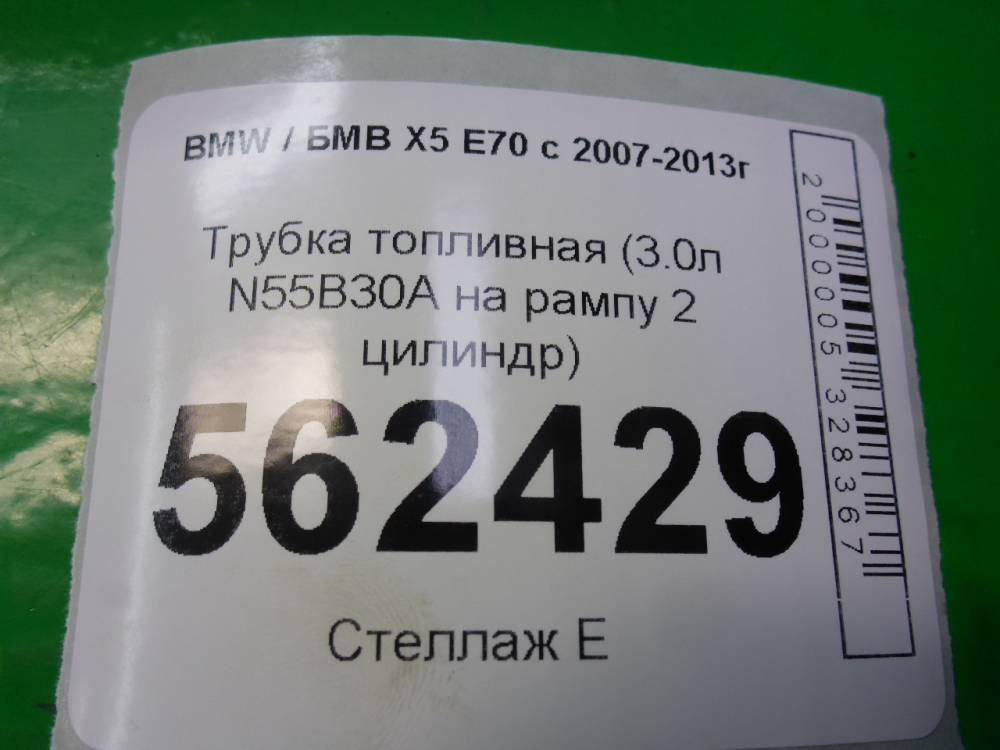 BMW / БМВ X5 E70 с 2007-2013г
Трубка топливная (3.0л
N55B30A на рампу 2
цилиндр)
562429
Стеллаж Е
2000005328367